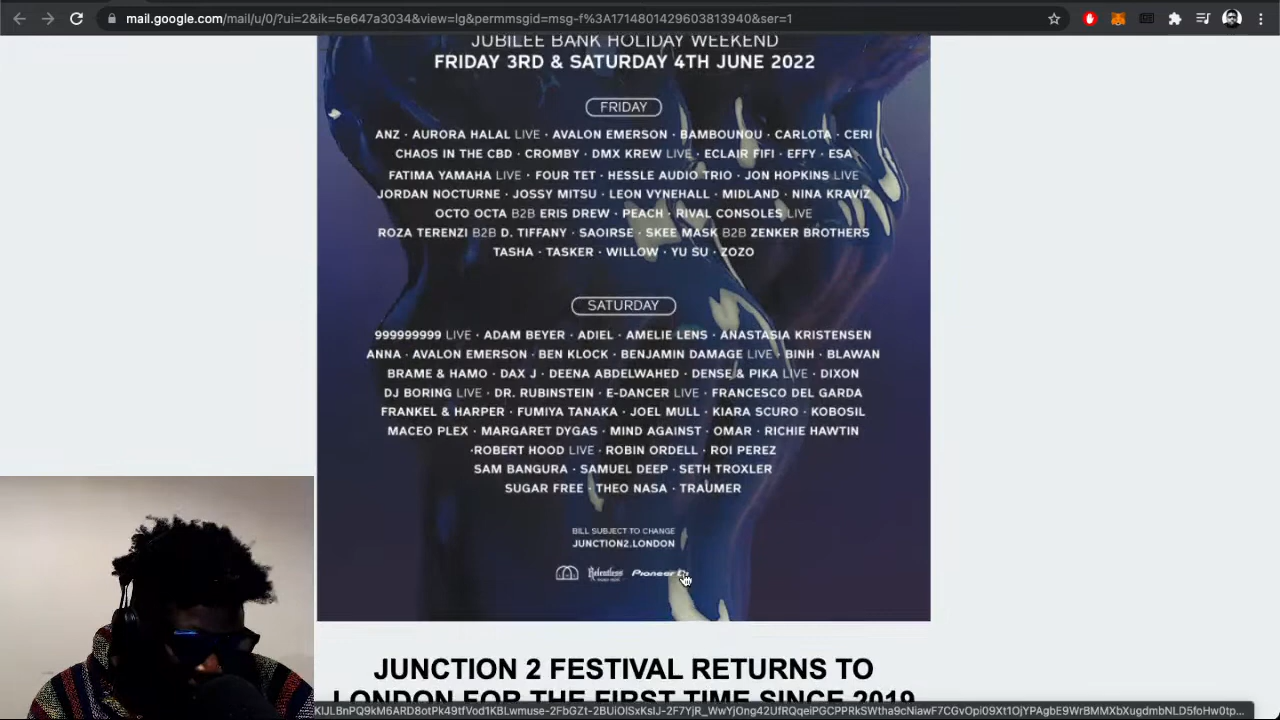 mail.google.com/mail/u/0/?ui=2&ik=5e647a3034&view=lg&permmsgid=msg-f%3A1714801429603813940&ser=1
JUBILEE BANK HOLIDAY WEEKEND
FRIDAY 3RD & SATURDAY 4TH JUNE 2022
FRIDAY
ANZ · AURORA HALAL LIVE · AVALON EMERSON · BAMBOUNOU · CARLOTA · CERI
CHAOS IN THE CBD · CROMBY · DMX KREW LIVE · ECLAIR FIFI · EFFY · ESA
FATIMA YAMAHA LIVE · FOUR TET · HESSLE AUDIO TRIO · JON HOPKINS LIVE
JORDAN NOCTURNE · JOSSY MITSU · LEON VYNEHALL · MIDLAND · NINA KRAVIZ
OCTO OCTA B2B ERIS DREW · PEACH · RIVAL CONSOLES LIVE
ROZA TERENZI B2B D. TIFFANY · SAOIRSE · SKEE MASK B2B ZENKER BROTHERS
TASHA · TASKER · WILLOW · YU SU · ZOZO
SATURDAY
999999999 LIVE · ADAM BEYER · ADIEL · AMELIE LENS · ANASTASIA KRISTENSEN
ANNA · AVALON EMERSON · BEN KLOCK · BENJAMIN DAMAGE LIVE · BINH · BLAWAN
BRAME & HAMO · DAX J · DEENA ABDELWAHED · DENSE & PIKA LIVE · DIXON
DJ BORING LIVE · DR. RUBINSTEIN · E-DANCER LIVE · FRANCESCO DEL GARDA
FRANKEL & HARPER · FUMIYA TANAKA · JOEL MULL · KIARA SCURO · KOBOSIL
MACEO PLEX · MARGARET DYGAS · MIND AGAINST · OMAR · RICHIE HAWTIN
·ROBERT HOOD LIVE · ROBIN ORDELL · ROI PEREZ
SAM BANGURA · SAMUEL DEEP · SETH TROXLER
SUGAR FREE · THEO NASA · TRAUMER
BILL SUBJECT TO CHANGE
JUNCTION2.LONDON
Relentless Pioneer
JUNCTION 2 FESTIVAL RETURNS TO
LONDON FOR THE FIRST TIME SINCE 2019